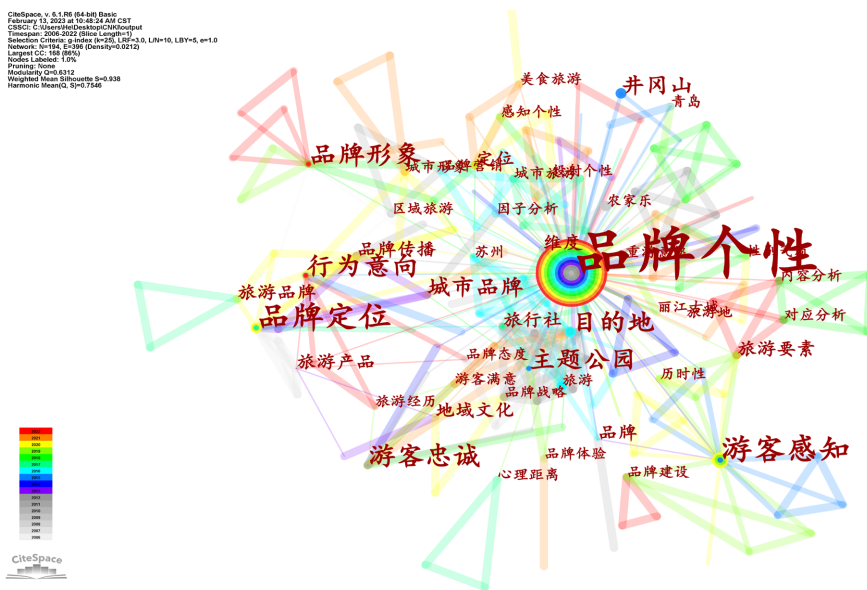 CiteSpace, v. 6.1.R6 (64-bit) Basic
February 13, 2023 at 10:48:24 AM CST
CSSCI: C:\Users\He\Desktop\CNKI\output
Timespan: 2006-2022 (Slice Length=1)
Selection Criteria: g-index (k=25), LRF=3.0, L/N=10, LBY=5, e=1.0
Network: N=194, E=396 (Density=0.0212)
Largest CC: 168 (86%)
Nodes Labeled: 1.0%
Pruning: None
Modularity Q=0.6312
Weighted Mean Silhouette S=0.938
Harmonic Mean(Q, S)=0.7546
美食旅游
井冈山
青岛
感知个性
品牌形象
定位
城市旅游
农家乐
区域旅游
因子分析
维度
品牌个性
品牌传播
苏州
行为意向
内容分析
城市品牌
旅游品牌
丽江古城
旅游地
品牌定位
旅行社
目的地
对应分析
品牌态度
主题公园
旅游要素
旅游产品
历时性
游客满意
旅游
品牌战略
旅游经历
地域文化
品牌
游客忠诚
游客感知
品牌体验
心理距离
品牌建设
2022
2021
2020
2019
2018
2017
2016
2015
2014
2013
2012
2011
2010
2009
2008
2007
2006
CiteSpace